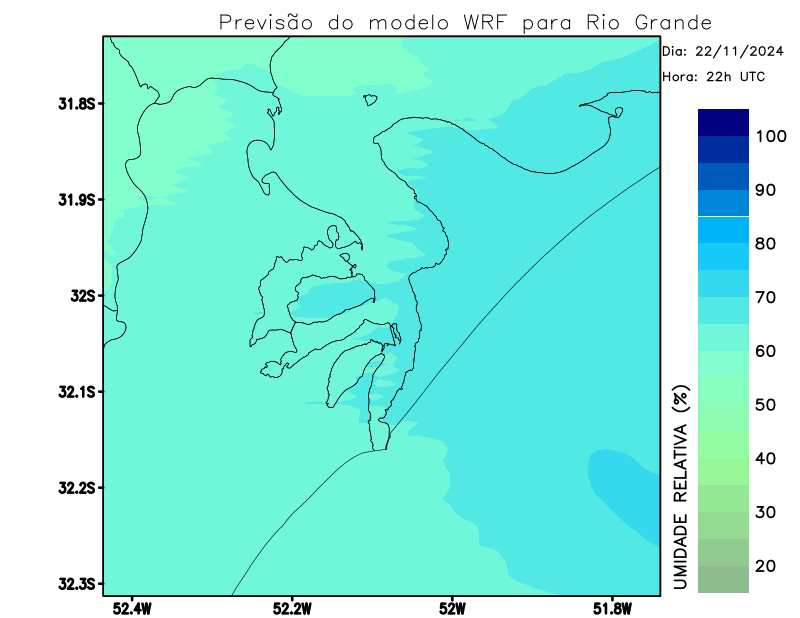 Previsão do modelo WRF para Rio Grande
Dia: 22/11/2024
Hora: 22h UTC
31.8S
31.9S
32S
32.1S
32.2S
32.3S
52.4W
52.2W
52W
51.8W
100
90
80
70
60
50
40
30
20
UMIDADE RELATIVA (%)